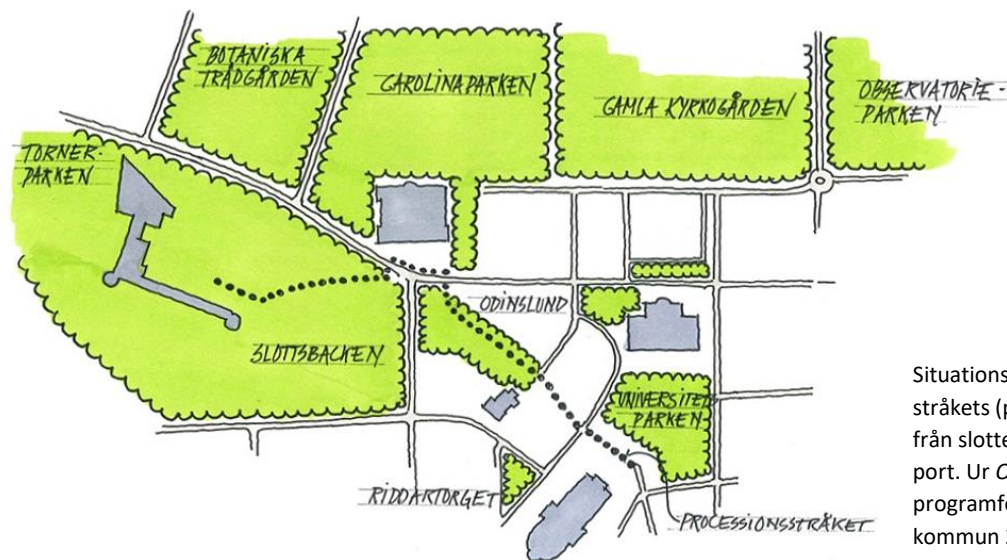 BOTANISKA
TRÄDGÅRDEN
CAROLINAPARKEN
GAMLA KYRKOGÅRDEN
OBSERVATORIE-
PARKEN
TORNER-
PARKEN
ODINSLUND
SLOTTSBACKEN
UNIVERSITETS
PARKEN
RIDDARTORGET
PROCESSIONSSTRÅKET
Situations
stråkets (p
från slotte
port. Ur O
programfö
kommun